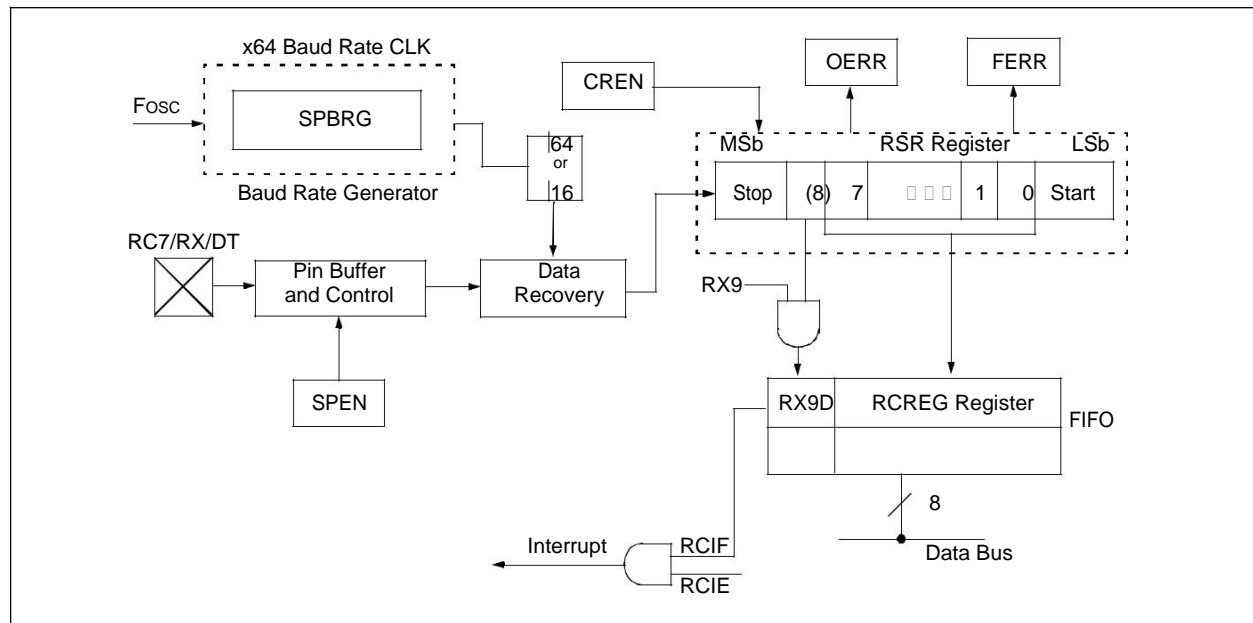 x64 Baud Rate CLK
OERR
FERR
CREN
FOSC
SPBRG
MSb
RSR Register
LSb
64
or
16
Baud Rate Generator
Stop
(8)
7
□ □ □
1
0
Start
RC7/RX/DT
Pin Buffer
and Control
Data
Recovery
RX9
SPEN
RX9D
RCREG Register
FIFO
8
Interrupt
RCIF
RCIE
Data Bus